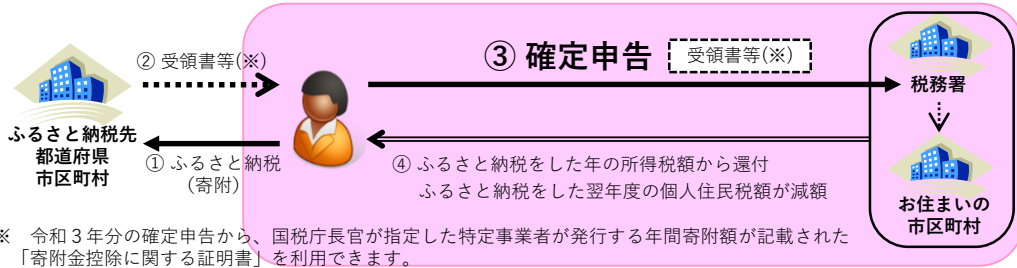 ② 受領書等(※)
③ 確定申告
受領書等(※)
税務署
ふるさと納税先
都道府県
市区町村
① ふるさと納税
(寄附)
④ ふるさと納税をした年の所得税額から還付
ふるさと納税をした翌年度の個人住民税額が減額
お住まいの
市区町村
※　令和３年分の確定申告から、国税庁長官が指定した特定事業者が発行する年間寄附額が記載された
「寄附金控除に関する証明書」を利用できます。